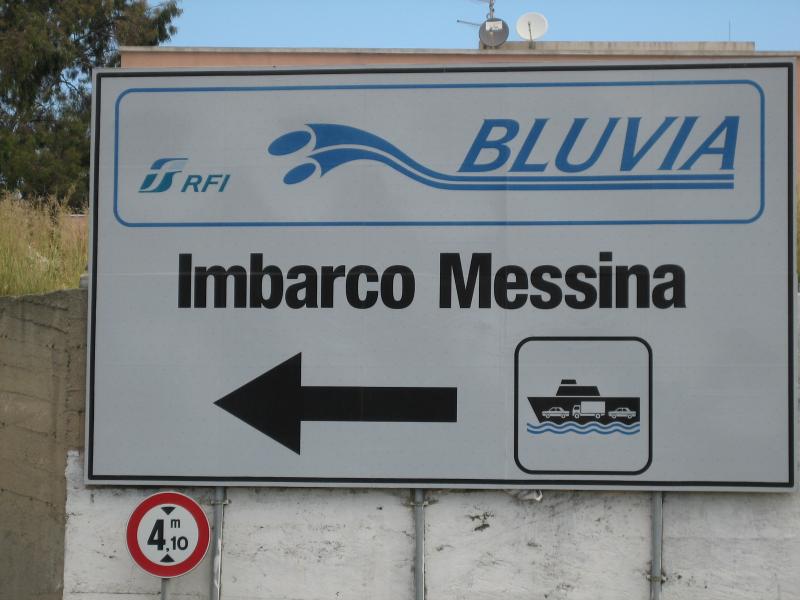 BLUVIA
RFI
Imbarco Messina
4 m
,10